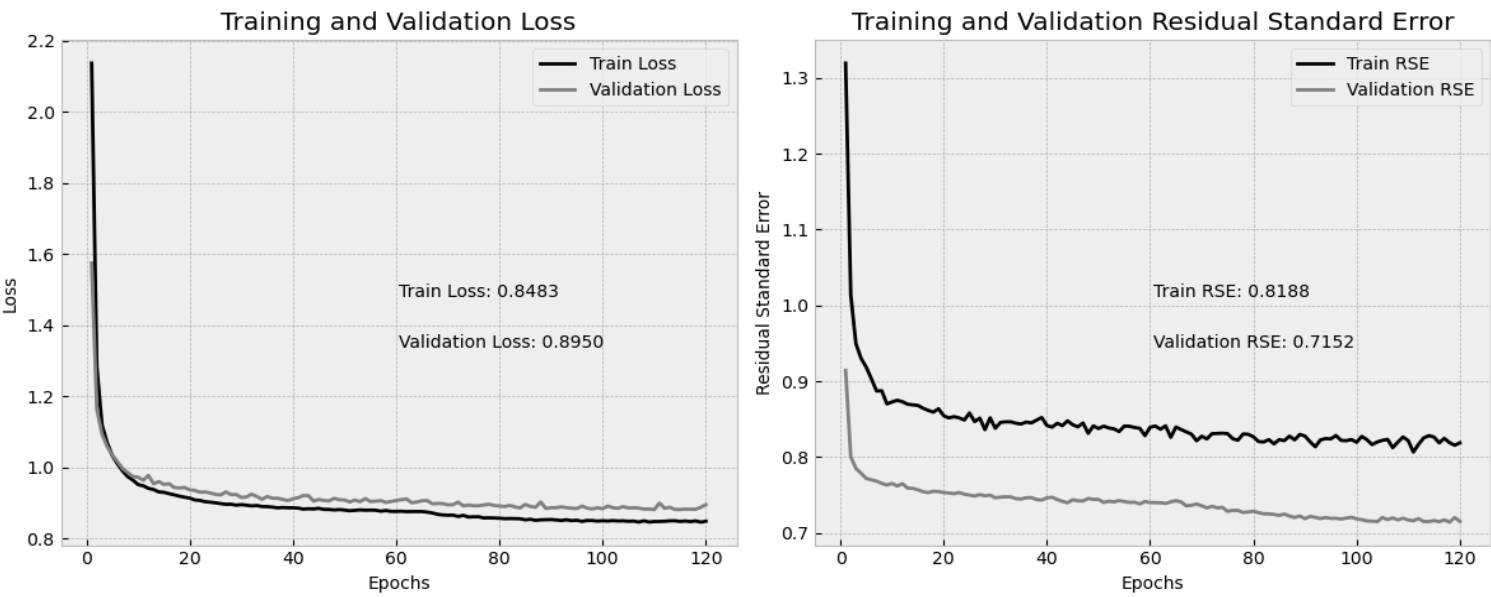 Training and Validation Loss
2.2
2.0
1.8
1.6
1.4
1.2
1.0
0.8
Loss
Train Loss
Validation Loss
Train Loss: 0.8483
Validation Loss: 0.8950
0 20 40 60 80 100 120
Epochs
Training and Validation Residual Standard Error
1.3
1.2
1.1
1.0
0.9
0.8
0.7
Residual Standard Error
Train RSE
Validation RSE
Train RSE: 0.8188
Validation RSE: 0.7152
0 20 40 60 80 100 120
Epochs